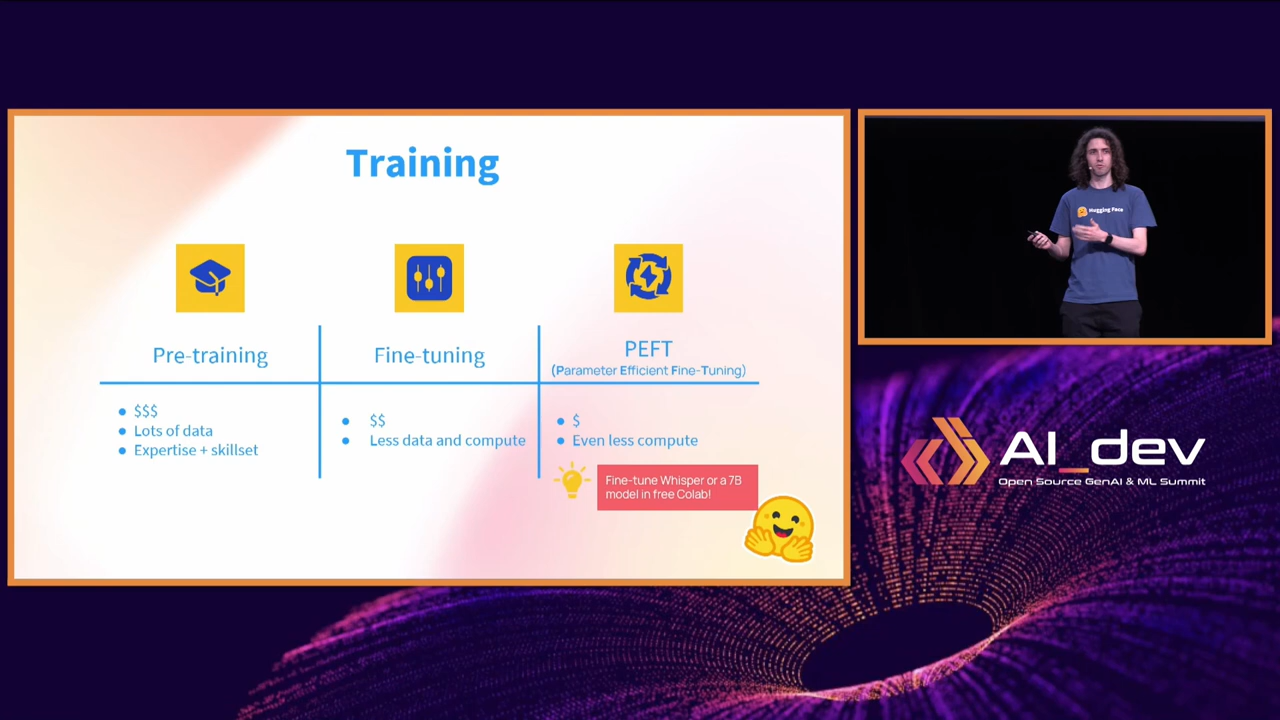 Training
Pre-training
Fine-tuning
PEFT
(Parameter Efficient Fine-Tuning)
● $$$
● Lots of data
● Expertise + skillset
● $$
● Less data and compute
● $
● Even less compute
Fine-tune Whisper or a 7B
model in free Colab!
Hugging Face
AI_dev
Open Source GenAI & ML Summit